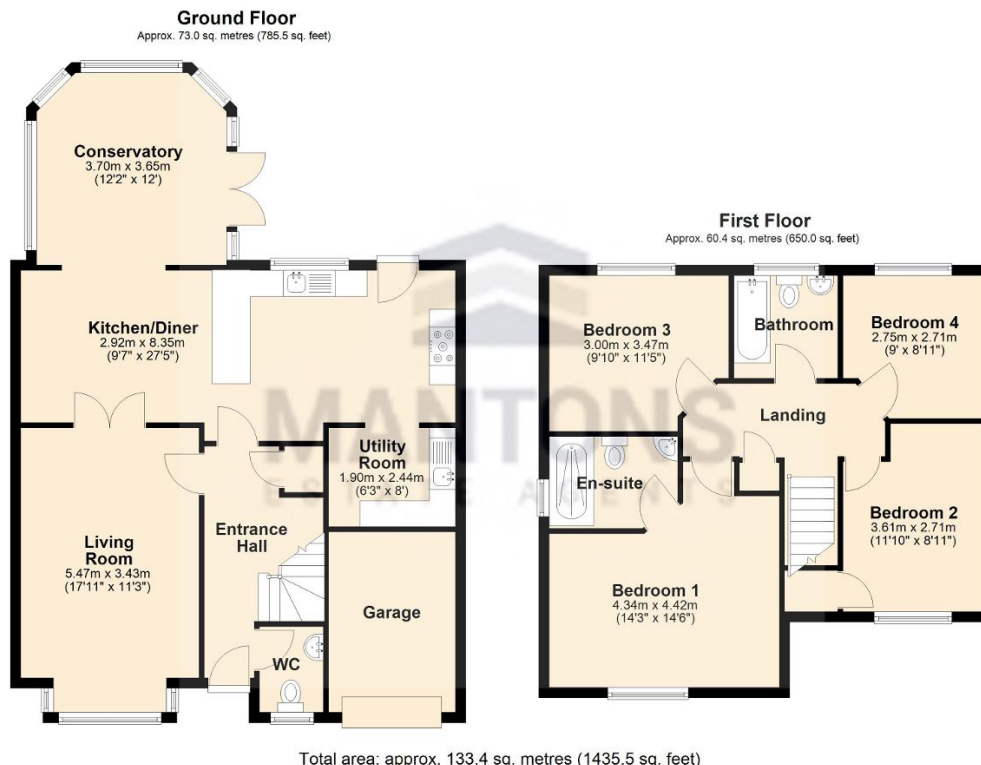 Ground Floor
Approx. 73.0 sq. metres (785.5 sq. feet)
Conservatory
3.70m x 3.65m
(12'2" x 12')
Kitchen/Diner
2.92m x 8.35m
(9'7" x 27'5")
Utility
Room
1.90m x 2.44m
(6'3" x 8')
Living
Room
5.47m x 3.43m
(17'11" x 11'3")
Entrance
Hall
Garage
WC
First Floor
Approx. 60.4 sq. metres (650.0 sq. feet)
Bedroom 3
3.00m x 3.47m
(9'10" x 11'5")
Bathroom
Bedroom 4
2.75m x 2.71m
(9' x 8'11")
Landing
En-suite
Bedroom 2
3.61m x 2.71m
(11'10" x 8'11")
Bedroom 1
4.34m x 4.42m
(14'3" x 14'6")
MANTONS
ESTATE AGENTS
Total area: approx. 133.4 sq. metres (1435.5 sq. feet)